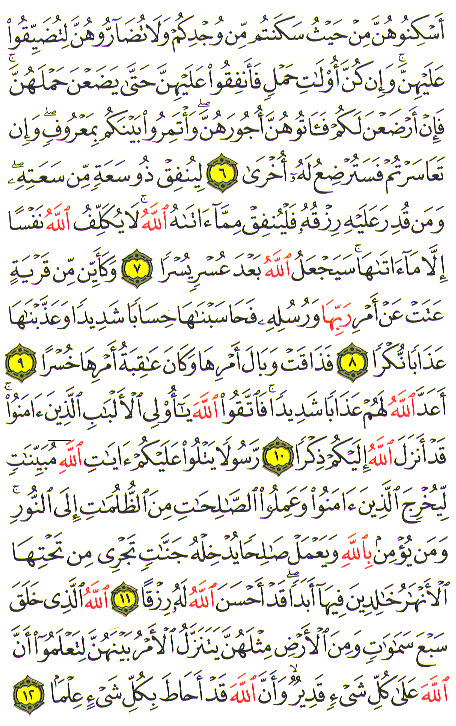 أَسْكِنُوهُنَّ مِنْ حَيْثُ سَكَنتُم مِّن وُجْدِكُمْ وَلَا تُضَآرُّوهُنَّ لِتُضَيِّقُوا۟
عَلَيْهِنَّ ۚ وَإِن كُنَّ أُو۟لَٰتِ حَمْلٍ فَأَنفِقُوا۟ عَلَيْهِنَّ حَتَّىٰ يَضَعْنَ حَمْلَهُنَّ ۚ
فَإِنْ أَرْضَعْنَ لَكُمْ فَـَٔاتُوهُنَّ أُجُورَهُنَّ ۖ وَأْتَمِرُوا۟ بَيْنَكُم بِمَعْرُوفٍ ۖ وَإِن
تَعَاسَرْتُمْ فَسَتُرْضِعُ لَهُۥٓ أُخْرَىٰ ٦ لِيُنفِقْ ذُو سَعَةٍ مِّن سَعَتِهِۦ ۖ
وَمَن قُدِرَ عَلَيْهِ رِزْقُهُۥ فَلْيُنفِقْ مِمَّآ ءَاتَىٰهُ ٱللَّهُ ۚ لَا يُكَلِّفُ ٱللَّهُ نَفْسًا
إِلَّا مَآ ءَاتَىٰهَا ۚ سَيَجْعَلُ ٱللَّهُ بَعْدَ عُسْرٍ يُسْرًا ٧ وَكَأَيِّن مِّن قَرْيَةٍ
عَتَتْ عَنْ أَمْرِ رَبِّهَا وَرُسُلِهِۦ فَحَاسَبْنَٰهَا حِسَابًا شَدِيدًا وَعَذَّبْنَٰهَا
عَذَابًا نُّكْرًا ٨ فَذَاقَتْ وَبَالَ أَمْرِهَا وَكَانَ عَٰقِبَةُ أَمْرِهَا خُسْرًا ٩
أَعَدَّ ٱللَّهُ لَهُمْ عَذَابًا شَدِيدًا ۖ فَٱتَّقُوا۟ ٱللَّهَ يَٰٓأُو۟لِى ٱلْأَلْبَٰبِ ٱلَّذِينَ ءَامَنُوا۟ ۚ
قَدْ أَنزَلَ ٱللَّهُ إِلَيْكُمْ ذِكْرًا ١٠ رَّسُولًا يَتْلُوا۟ عَلَيْكُمْ ءَايَٰتِ ٱللَّهِ مُبَيِّنَٰتٍ
لِّيُخْرِجَ ٱلَّذِينَ ءَامَنُوا۟ وَعَمِلُوا۟ ٱلصَّٰلِحَٰتِ مِنَ ٱلظُّلُمَٰتِ إِلَى ٱلنُّورِ ۚ
وَمَن يُؤْمِنۢ بِٱللَّهِ وَيَعْمَلْ صَٰلِحًا يُدْخِلْهُ جَنَّٰتٍ تَجْرِى مِن تَحْتِهَا
ٱلْأَنْهَٰرُ خَٰلِدِينَ فِيهَآ أَبَدًا ۖ قَدْ أَحْسَنَ ٱللَّهُ لَهُۥ رِزْقًا ١١ ٱللَّهُ ٱلَّذِى خَلَقَ
سَبْعَ سَمَٰوَٰتٍ وَمِنَ ٱلْأَرْضِ مِثْلَهُنَّ يَتَنَزَّلُ ٱلْأَمْرُ بَيْنَهُنَّ لِتَعْلَمُوٓا۟ أَنَّ
ٱللَّهَ عَلَىٰ كُلِّ شَىْءٍ قَدِيرٌ وَأَنَّ ٱللَّهَ قَدْ أَحَاطَ بِكُلِّ شَىْءٍ عِلْمًۢا ١٢